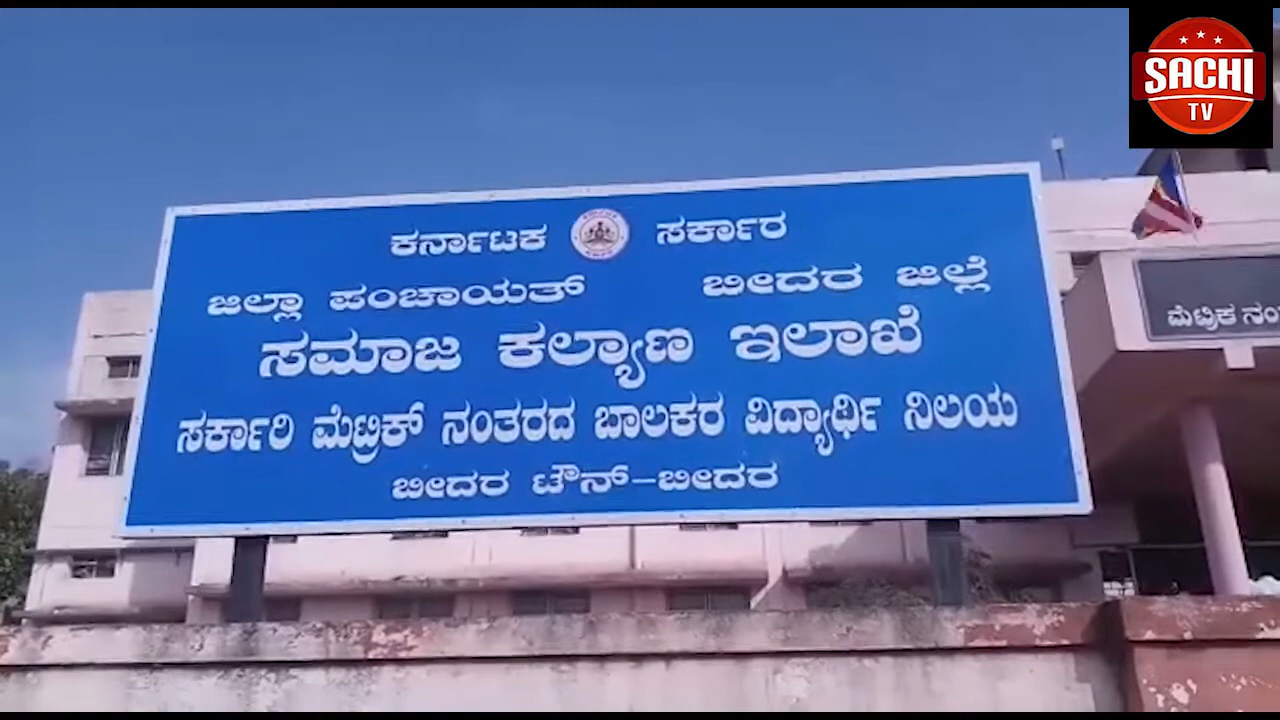 SACHI
TV
ಕರ್ನಾಟಕ ಸರ್ಕಾರ
ಜಿಲ್ಲಾ ಪಂಚಾಯತ್ ಬೀದರ ಜಿಲ್ಲೆ
ಸಮಾಜ ಕಲ್ಯಾಣ ಇಲಾಖೆ
ಸರ್ಕಾರಿ ಮೆಟ್ರಿಕ್ ನಂತರದ ಬಾಲಕರ ವಿದ್ಯಾರ್ಥಿ ನಿಲಯ
ಬೀದರ ಟೌನ್-ಬೀದರ
ಮೆಟ್ರಿಕ ನಂ